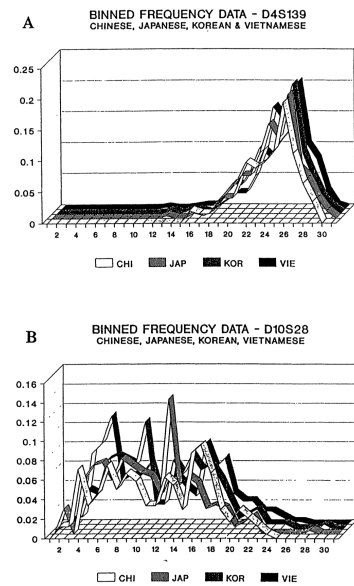 A
BINNED FREQUENCY DATA - D4S139
CHINESE, JAPANESE, KOREAN & VIETNAMESE
0.25
0.2
0.15
0.1
0.05
0
2 4 6 8 10 12 14 16 18 20 22 24 26 28 30
CHI JAP KOR VIE
B
BINNED FREQUENCY DATA - D10S28
CHINESE, JAPANESE, KOREAN, VIETNAMESE
0.16
0.14
0.12
0.1
0.08
0.06
0.04
0.02
0
2 4 6 8 10 12 14 16 18 20 22 24 26 28 30
CHI JAP KOR VIE